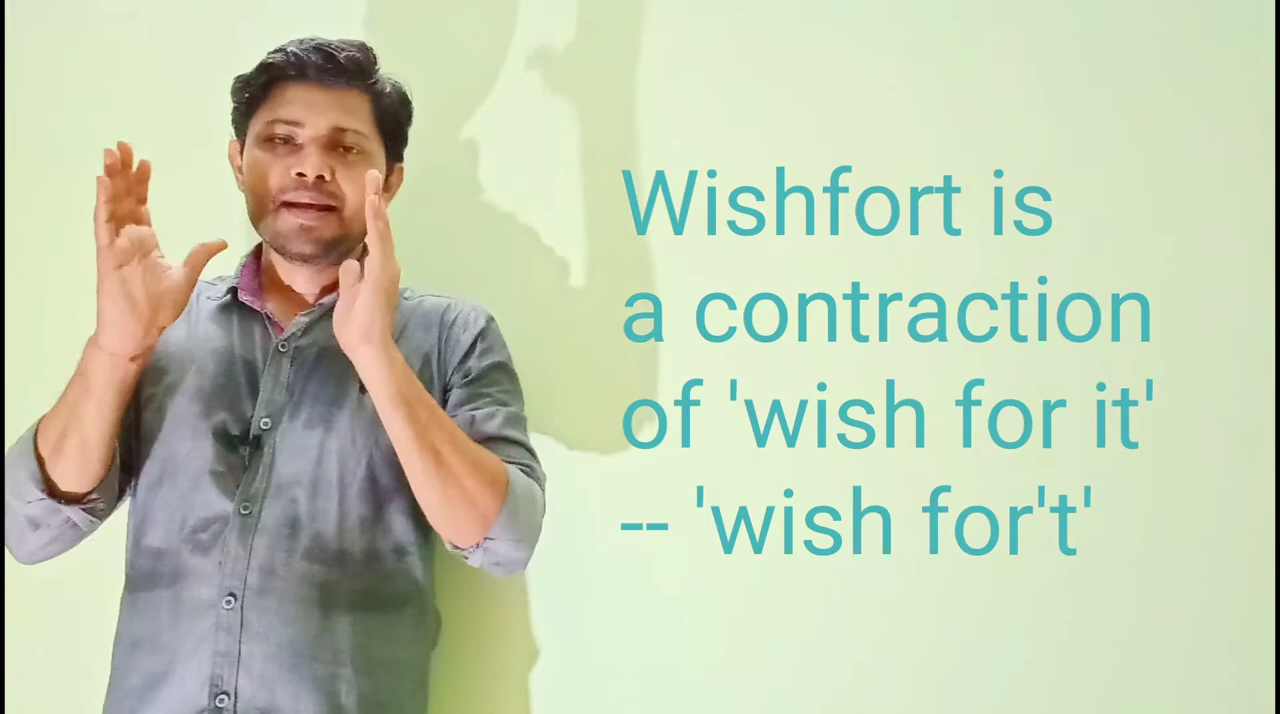 Wishfort is
a contraction
of 'wish for it'
-- 'wish for't'